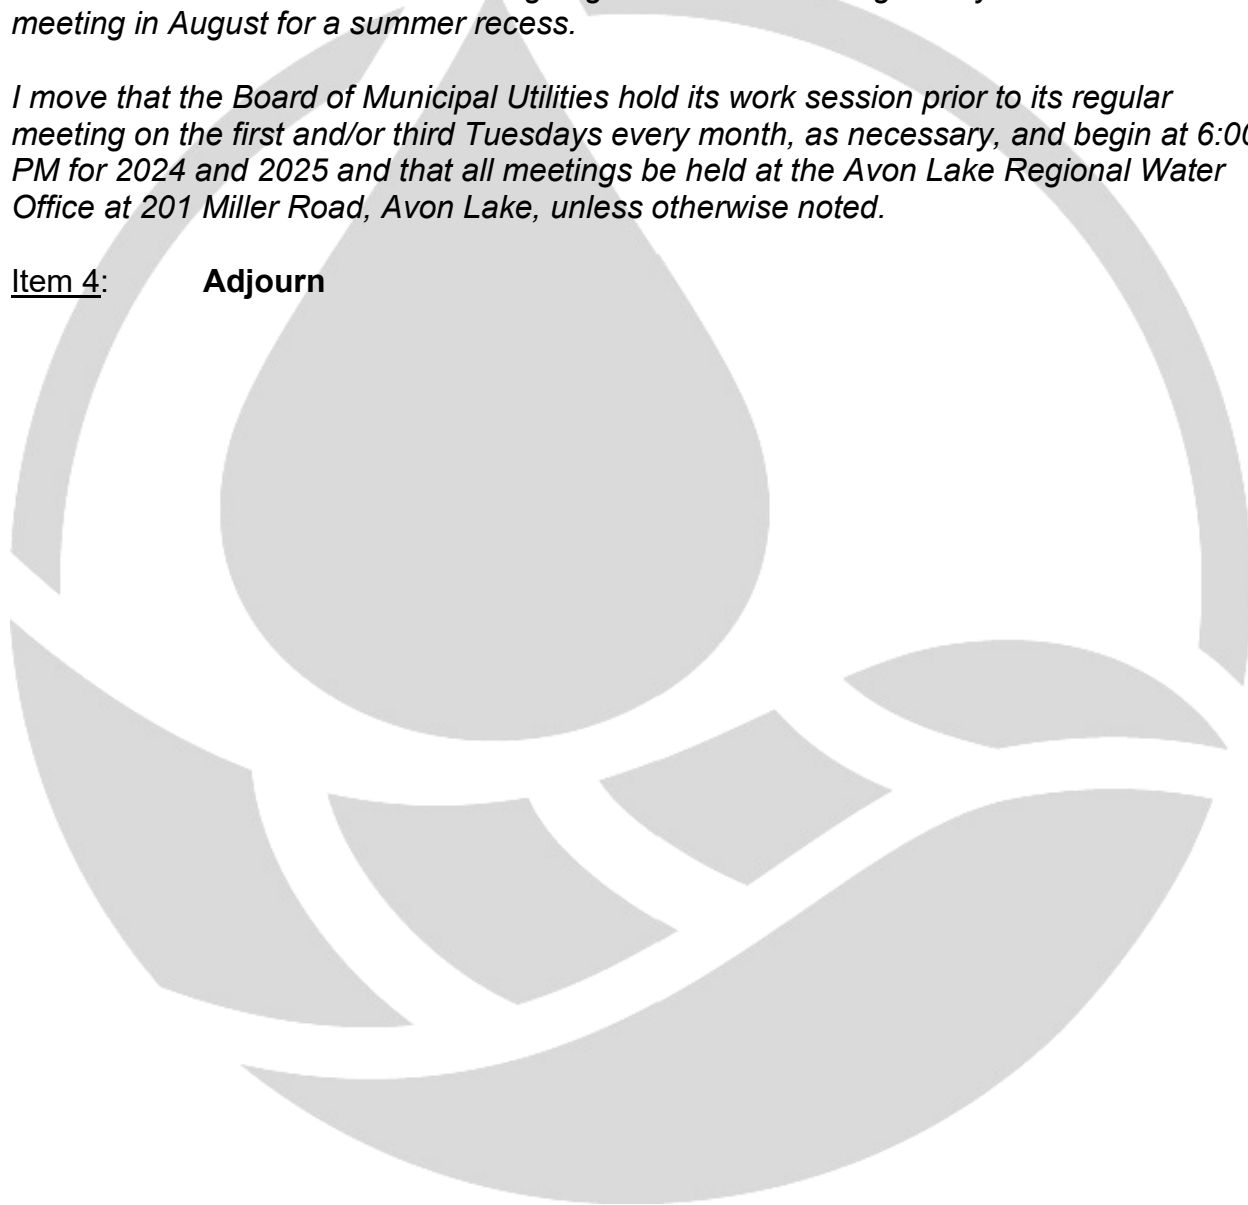 meeting in August for a summer recess.
I move that the Board of Municipal Utilities hold its work session prior to its regular
meeting on the first and/or third Tuesdays every month, as necessary, and begin at 6:00
PM for 2024 and 2025 and that all meetings be held at the Avon Lake Regional Water
Office at 201 Miller Road, Avon Lake, unless otherwise noted.
Item 4: Adjourn